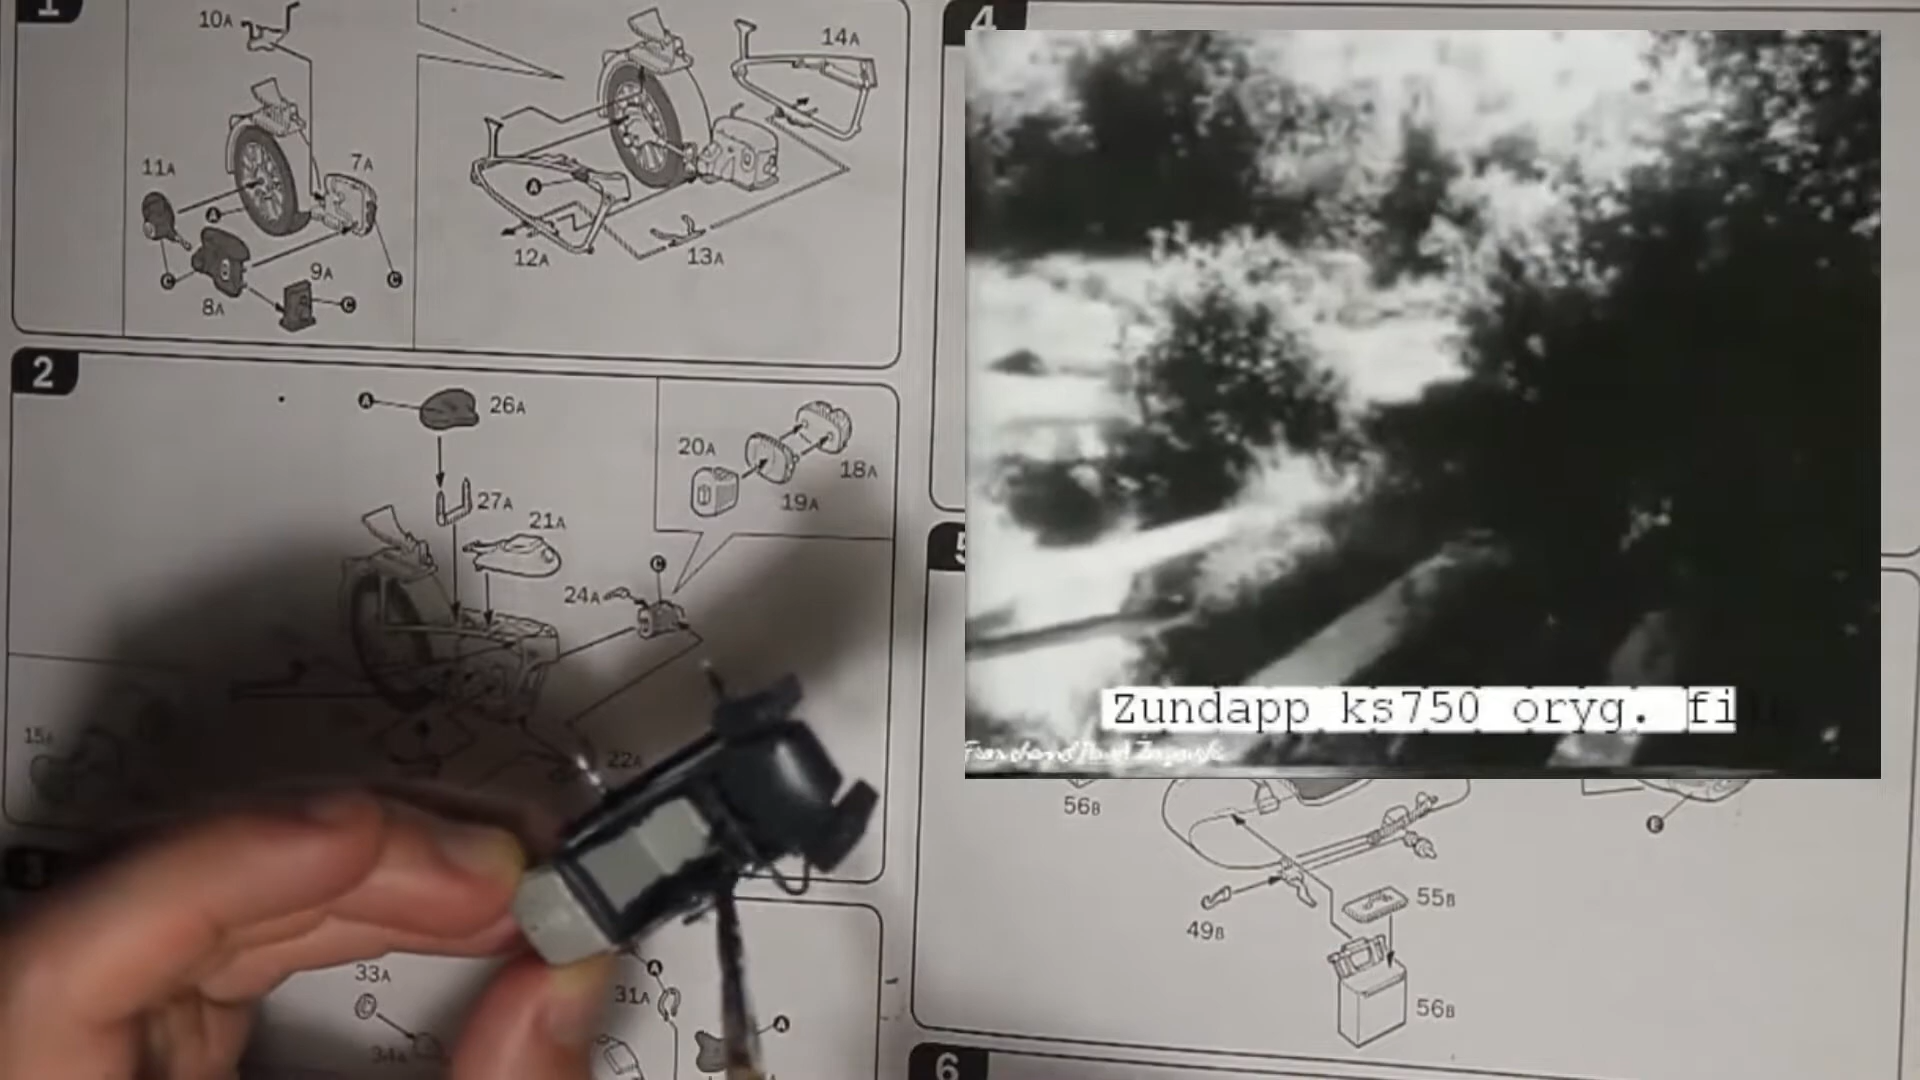 1
10A
14A
11A
7A
A
C
C
8A
9A
C
A
12A
13A
2
A
26A
20A
18A
19A
27A
21A
24A
C
15A
22A
3
33A
34A
A
31A
A
4
5
Zundapp ks750 oryg. fi
56B
E
49B
55B
56B
6